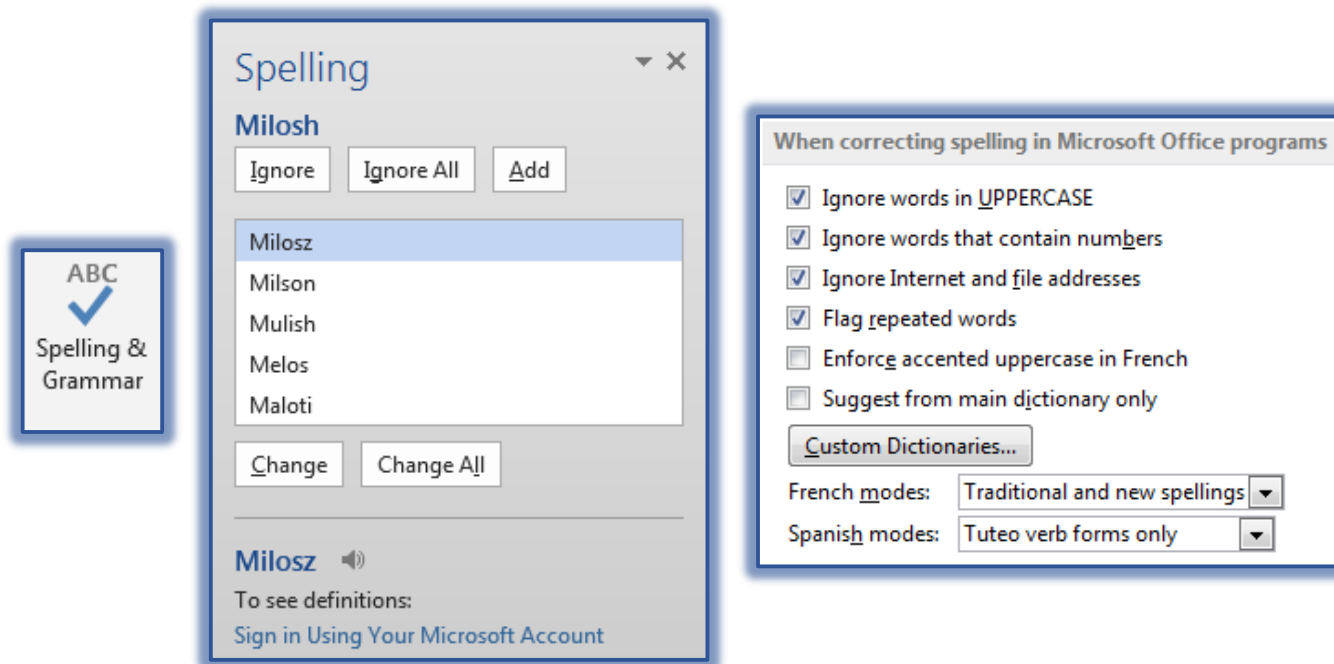 ABC
Spelling &
Grammar
Spelling
Milosh
Ignore Ignore All Add
Milosz
Milson
Mulish
Melos
Maloti
Change Change All
Milosz
To see definitions:
Sign in Using Your Microsoft Account
When correcting spelling in Microsoft Office programs
Ignore words in UPPERCASE
Ignore words that contain numbers
Ignore Internet and file addresses
Flag repeated words
Enforce accented uppercase in French
Suggest from main dictionary only
Custom Dictionaries...
French modes: Traditional and new spellings
Spanish modes: Tuteo verb forms only